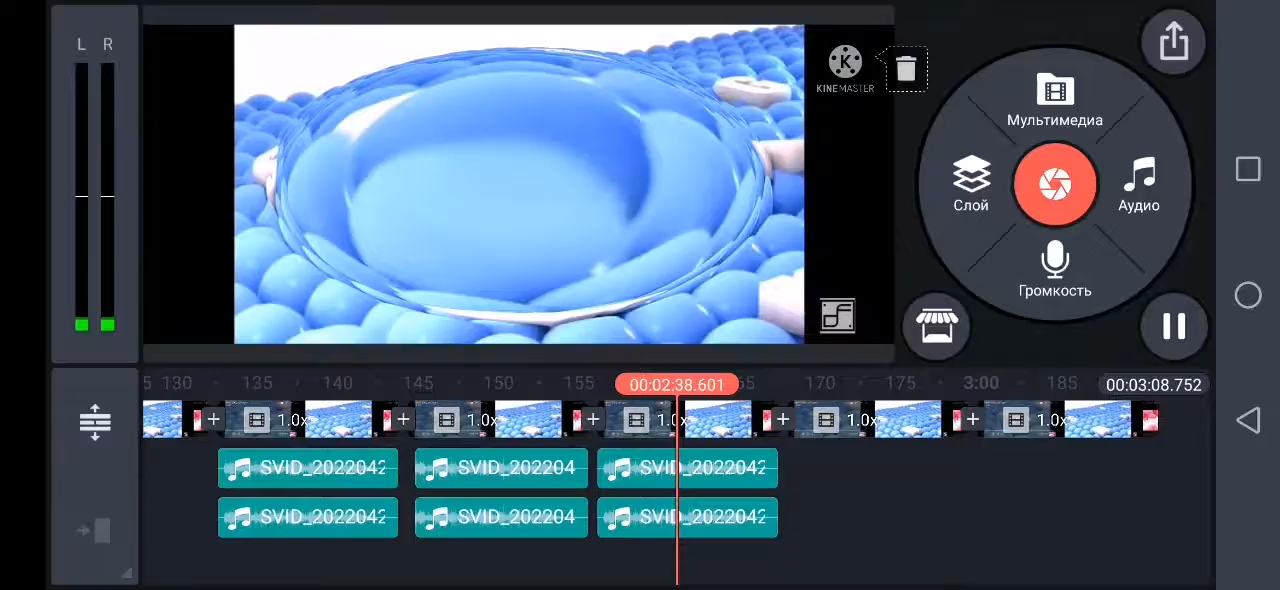 L R
KINEMASTER
Мультимедиа
Слой
Аудио
Громкость
5 130 135 140 145 150 155 00:02:38.601 65 170 175 3:00 185 00:03:08.752
1.0x 1.0x 1.0x 1.0x 1.0x
SVID_2022042 SVID_202204 SVID_2022042
SVID_2022042 SVID_202204 SVID_2022042